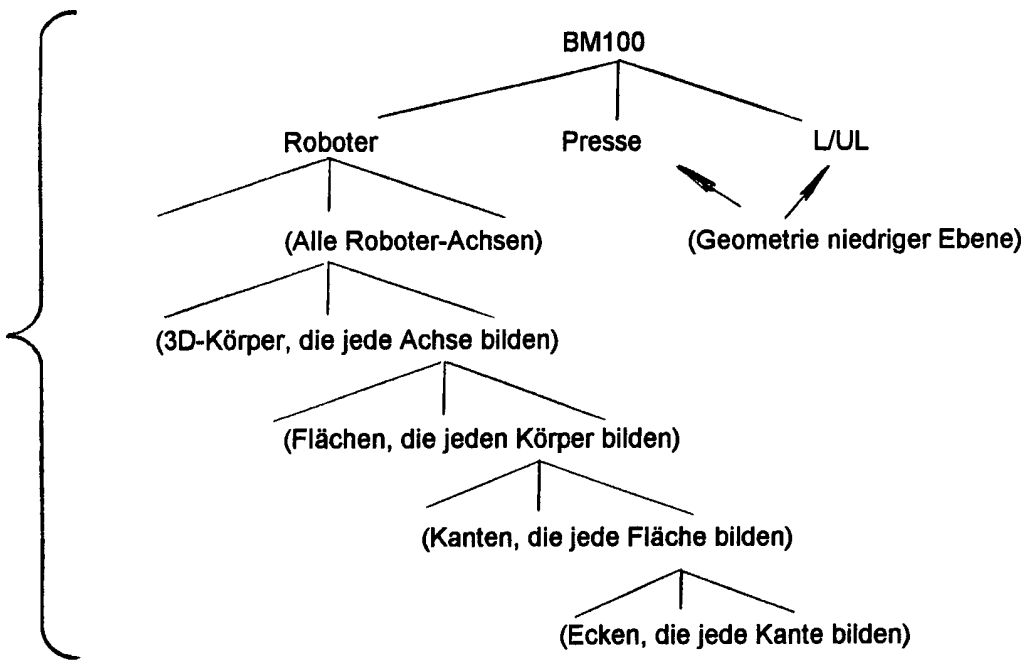 BM100
Roboter Presse L/UL
(Alle Roboter-Achsen) (Geometrie niedriger Ebene)
(3D-Körper, die jede Achse bilden)
(Flächen, die jeden Körper bilden)
(Kanten, die jede Fläche bilden)
(Ecken, die jede Kante bilden)